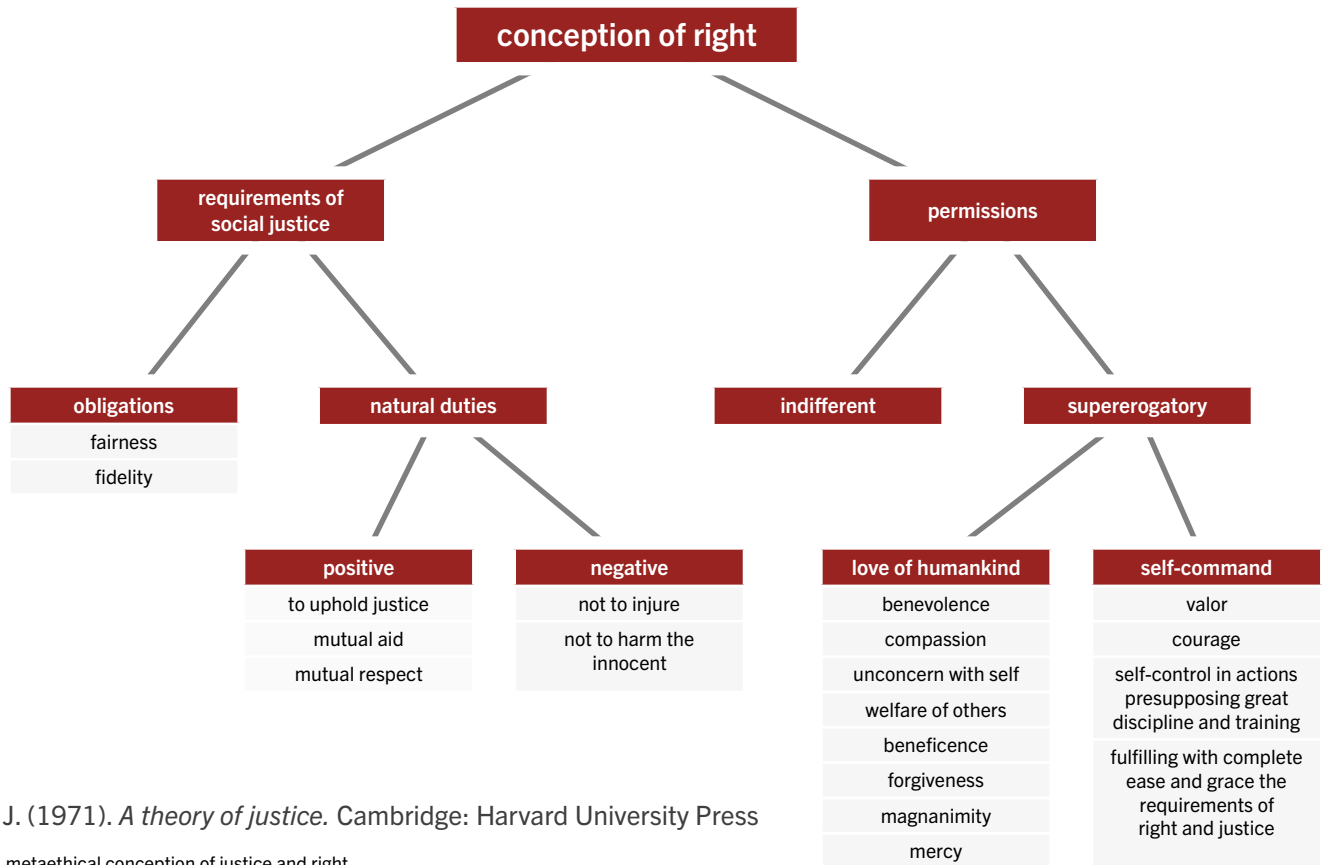 conception of right
requirements of
social justice
permissions
obligations
fairness
fidelity
natural duties
indifferent
supererogatory
positive
to uphold justice
mutual aid
mutual respect
negative
not to injure
not to harm the
innocent
love of humankind
benevolence
compassion
unconcern with self
welfare of others
beneficence
forgiveness
magnanimity
mercy
self-command
valor
courage
self-control in actions
presupposing great
discipline and training
fulfilling with complete
ease and grace the
requirements of
right and justice
J. (1971). A theory of justice. Cambridge: Harvard University Press
metaethical conception of justice and right